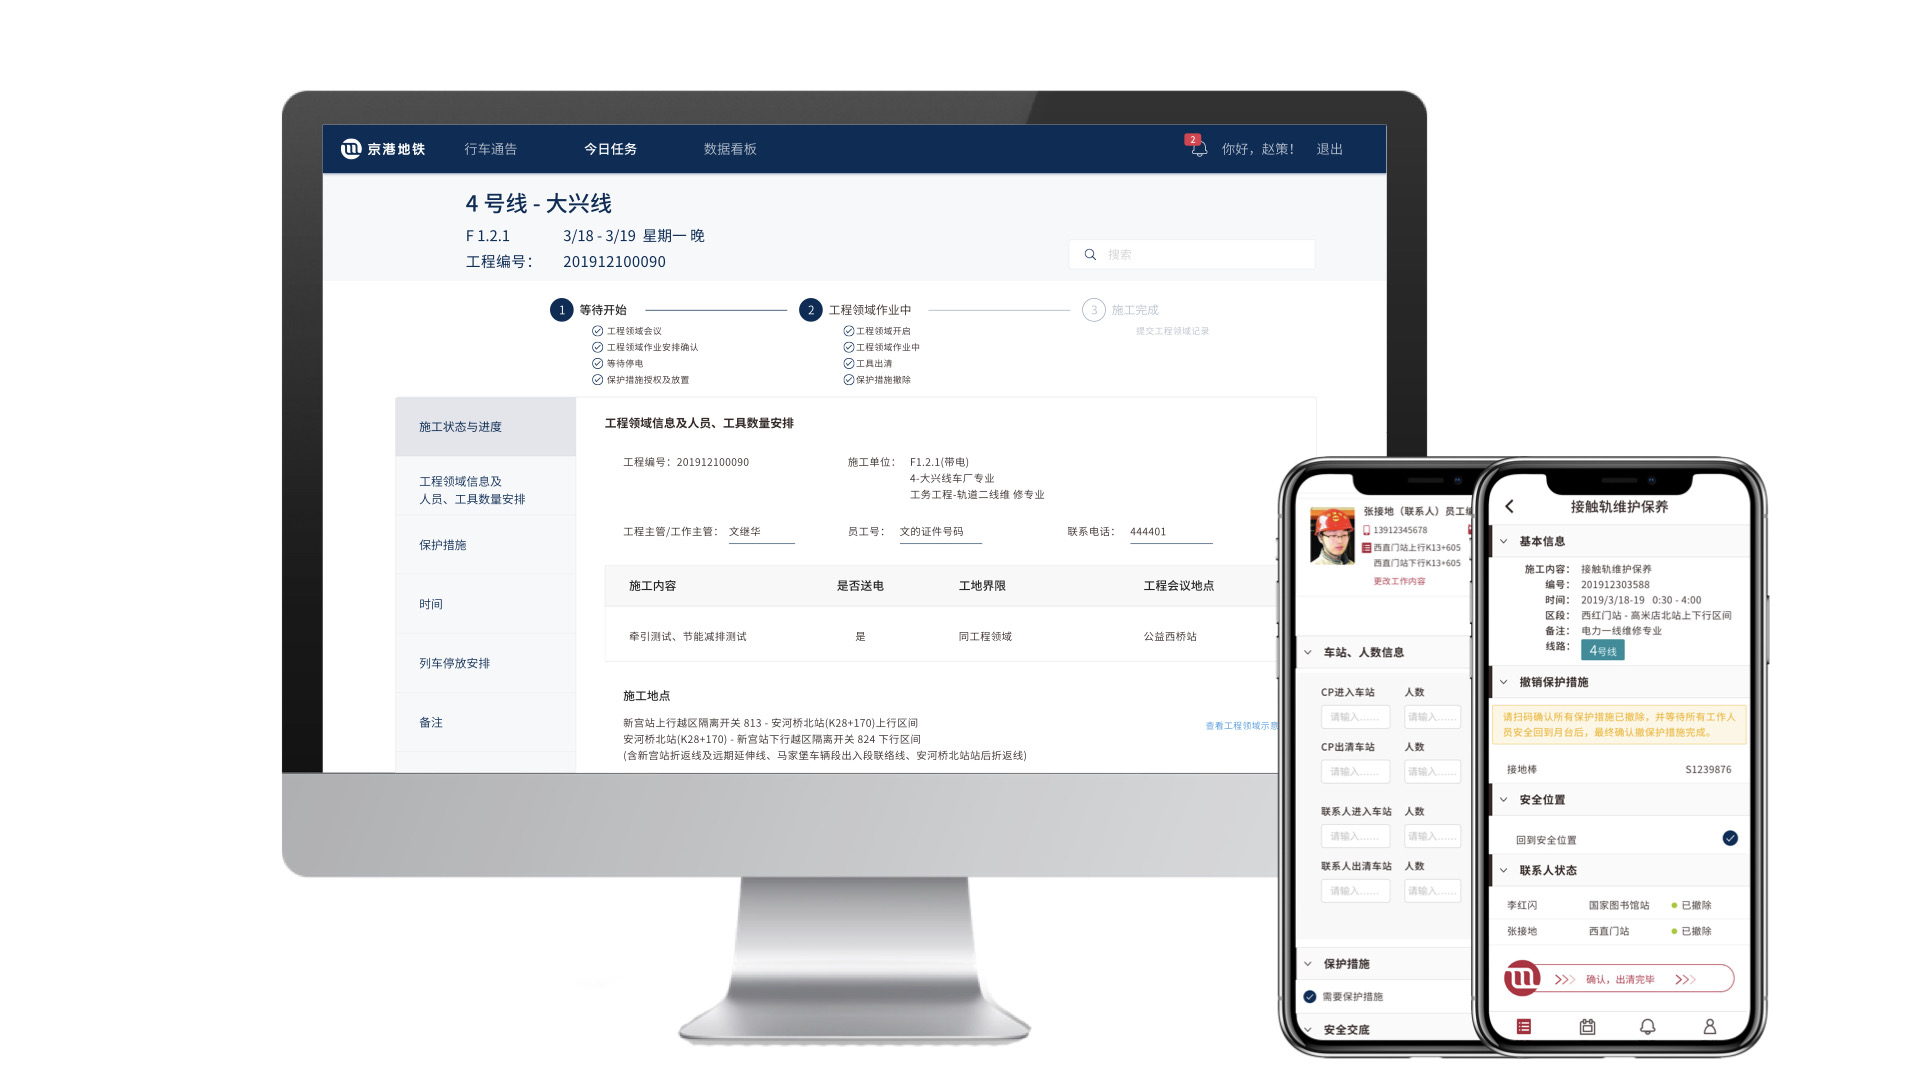 京港地铁 行车通告 今日任务 数据看板 2 你好，赵策！ 退出
4 号线 - 大兴线
F 1.2.1 3/18 - 3/19 星期一 晚
工程编号： 201912100090
搜索
1 等待开始 2 工程领域作业中 3 施工完成
工程领域会议 工程领域开启 提交工程领域记录
工程领域作业安排确认 工程领域作业中
等待停电 工具出清
保护措施授权及放置 保护措施撤除
施工状态与进度
工程领域信息及
人员、工具数量安排
保护措施
时间
列车停放安排
备注
工程领域信息及人员、工具数量安排
工程编号：201912100090 施工单位： F1.2.1(带电)
4-大兴线车厂专业
工务工程-轨道二线维 修专业
工程主管/工作主管： 文继华 员工号： 文的证件号码 联系电话： 444401
施工内容 是否送电 工地界限 工程会议地点
牵引测试、节能减排测试 是 同工程领域 公益西桥站
施工地点
新宫站上行越区隔离开关 813 - 安河桥北站(K28+170)上行区间
安河桥北站(K28+170) - 新宫站下行越区隔离开关 824 下行区间
(含新宫站折返线及远期延伸线、马家堡车辆段出入段联络线、安河桥北站站后折返线)
查看工程领域示意
张接地（联系人）员工编
13912345678
西直门站上行K13+605
西直门站下行K13+605
更改工作内容
车站、人数信息
CP进入车站 人数
请输入...... 请输入......
CP出清车站 人数
请输入...... 请输入......
联系人进入车站 人数
请输入...... 请输入......
联系人出清车站 人数
请输入...... 请输入......
保护措施
需要保护措施
安全交底
接触轨维护保养
基本信息
施工内容： 接触轨维护保养
编号： 201912303588
时间： 2019/3/18-19 0:30 - 4:00
区段： 西红门站 - 高米店北站上下行区间
备注： 电力一线维修专业
线路： 4号线
撤销保护措施
请扫码确认所有保护措施已撤除，并等待所有工作人
员安全回到月台后，最终确认撤保护措施完成。
接地棒 S1239876
安全位置
回到安全位置
联系人状态
李红闪 国家图书馆站 已撤除
张接地 西直门站 已撤除
确认，出清完毕